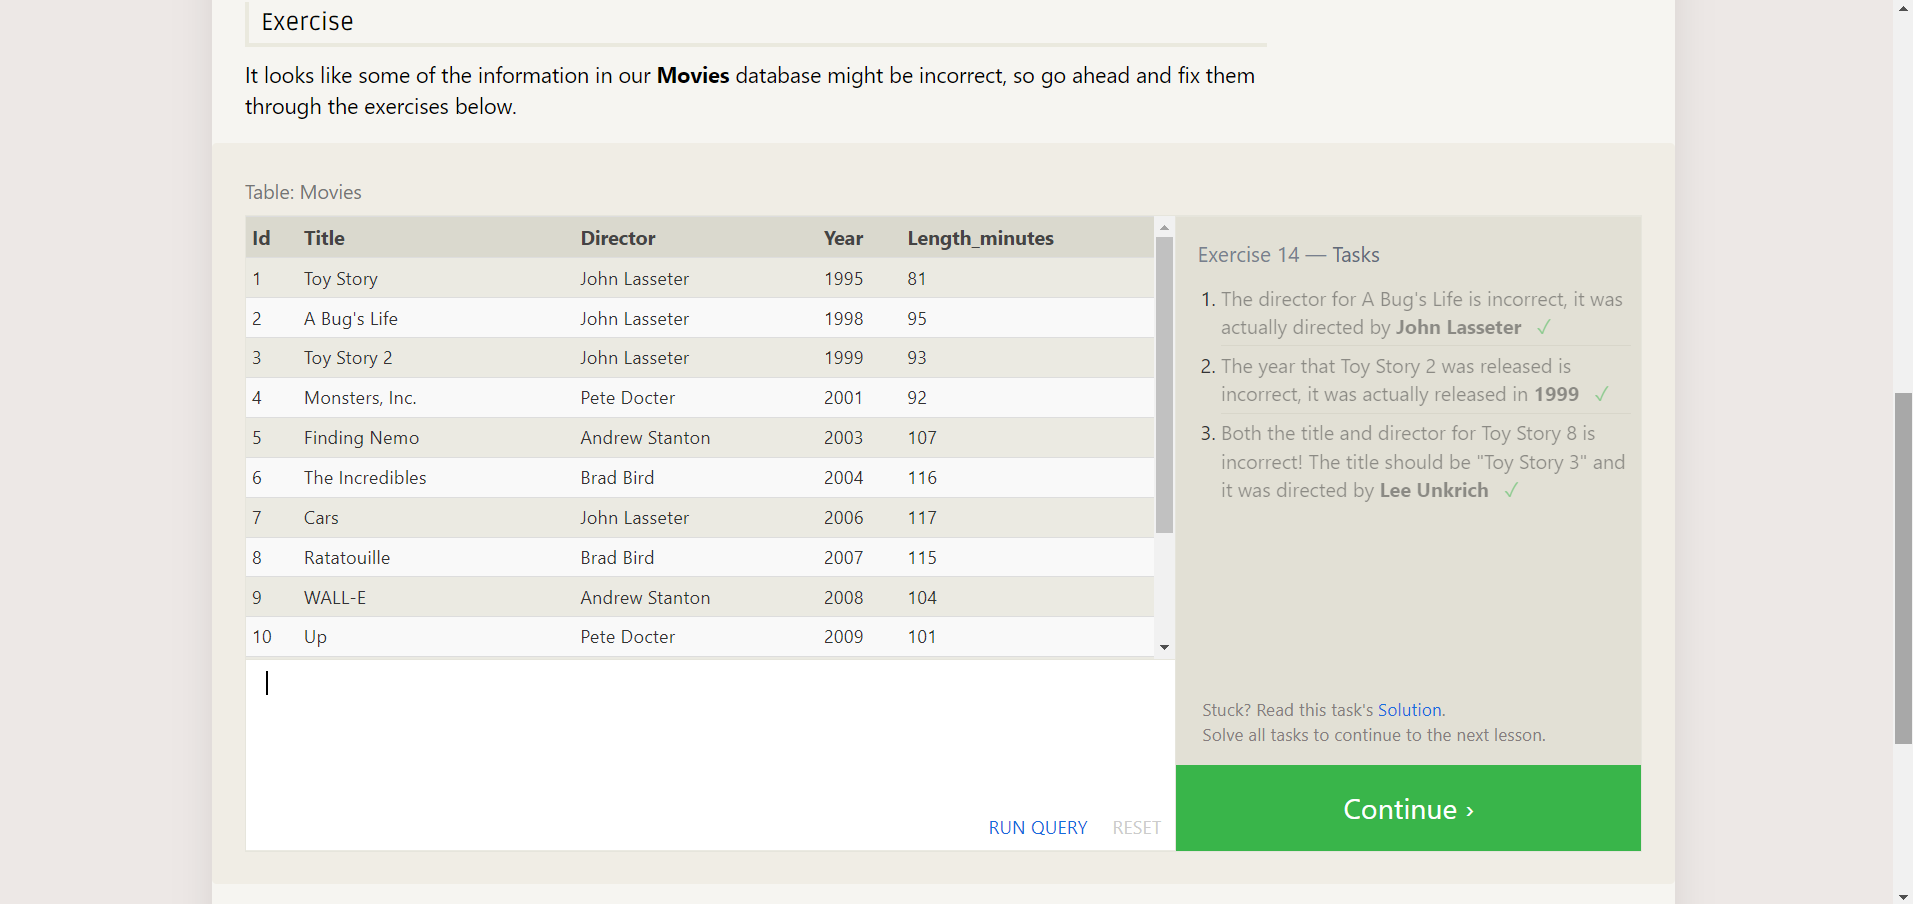 Exercise
It looks like some of the information in our Movies database might be incorrect, so go ahead and fix them
through the exercises below.
Table: Movies
Id Title Director Year Length_minutes
1 Toy Story John Lasseter 1995 81
2 A Bug's Life John Lasseter 1998 95
3 Toy Story 2 John Lasseter 1999 93
4 Monsters, Inc. Pete Docter 2001 92
5 Finding Nemo Andrew Stanton 2003 107
6 The Incredibles Brad Bird 2004 116
7 Cars John Lasseter 2006 117
8 Ratatouille Brad Bird 2007 115
9 WALL-E Andrew Stanton 2008 104
10 Up Pete Docter 2009 101
RUN QUERY RESET
Exercise 14 — Tasks
1. The director for A Bug's Life is incorrect, it was
actually directed by John Lasseter ✓
2. The year that Toy Story 2 was released is
incorrect, it was actually released in 1999 ✓
3. Both the title and director for Toy Story 8 is
incorrect! The title should be "Toy Story 3" and
it was directed by Lee Unkrich ✓
Stuck? Read this task's Solution.
Solve all tasks to continue to the next lesson.
Continue ›